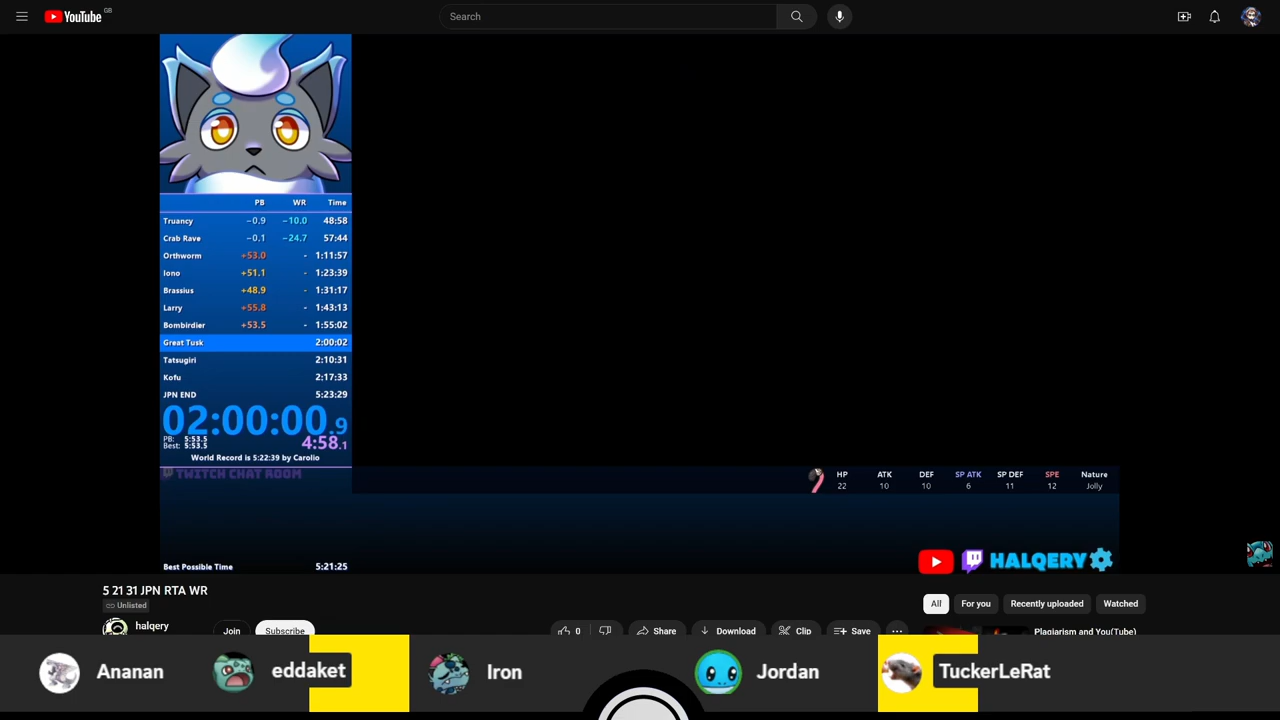 YouTube GB
Search
PB WR Time
Truancy −0.9 −10.0 48:58
Crab Rave −0.1 −24.7 57:44
Orthworm +53.0 - 1:11:57
Iono +51.1 - 1:23:39
Brassius +48.9 - 1:31:17
Larry +55.8 - 1:43:13
Bombirdier +53.5 - 1:55:02
Great Tusk 2:00:02
Tatsugiri 2:10:31
Kofu 2:17:33
JPN END 5:23:29
02:00:00.9
PB: 5:53.5
Best: 5:53.5
4:58.1
World Record is 5:22:39 by Carolio
TWITCH CHAT ROOM
HP ATK DEF SP ATK SP DEF SPE Nature
22 10 10 6 11 12 Jolly
HALQERY
Best Possible Time 5:21:25
5 21 31 JPN RTA WR
Unlisted
All For you Recently uploaded Watched
halqery
Join Subscribe
0 Share Download Clip Save ...
Plagiarism and You(Tube)
Ananan eddaket Iron Jordan TuckerLeRat